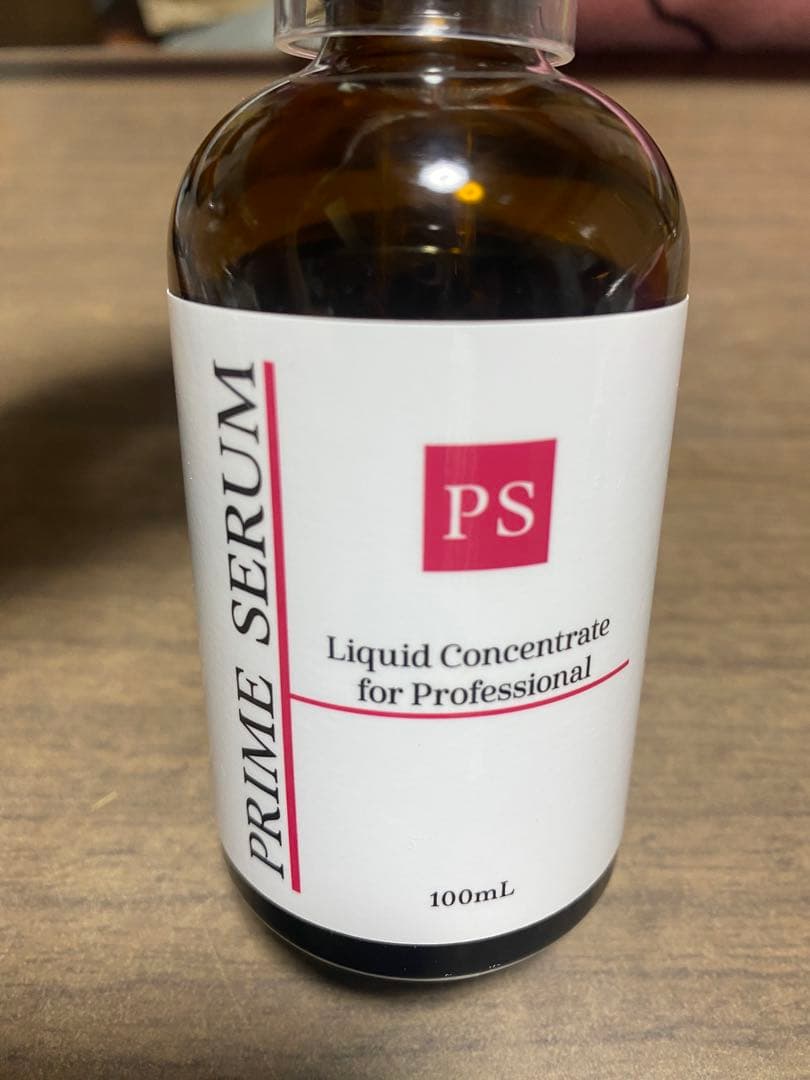 PRIME SERUM
PS
Liquid Concentrate
for Professional
100mL